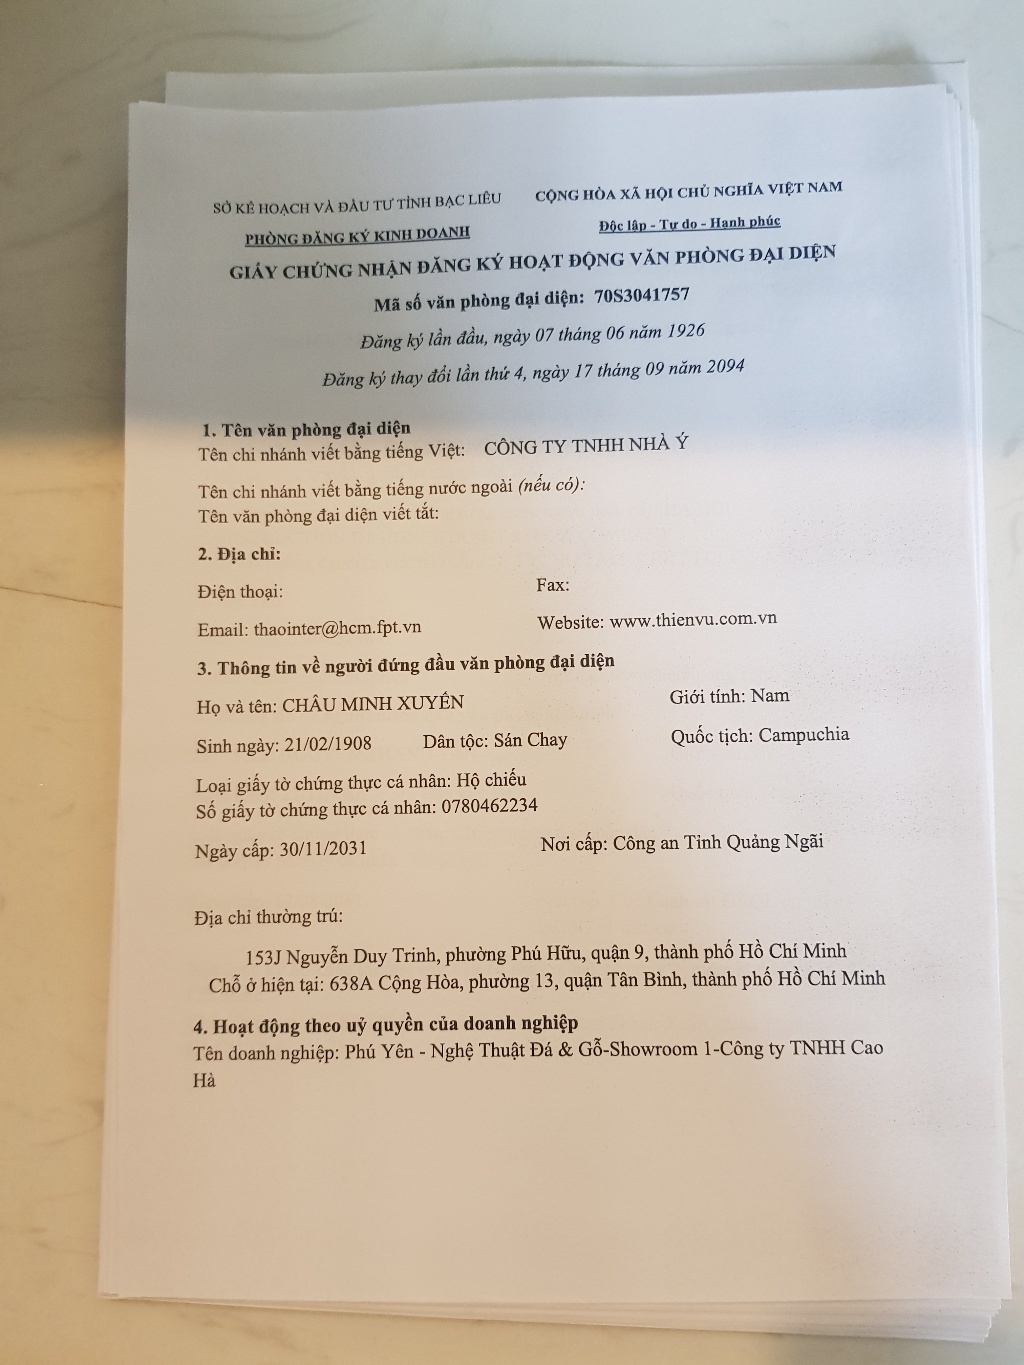 SỞ KẾ HOẠCH VÀ ĐẦU TƯ TỈNH BẠC LIÊU
CỘNG HÒA XÃ HỘI CHỦ NGHĨA VIỆT NAM
PHÒNG ĐĂNG KÝ KINH DOANH
Độc lập - Tự do - Hạnh phúc
GIẤY CHỨNG NHẬN ĐĂNG KÝ HOẠT ĐỘNG VĂN PHÒNG ĐẠI DIỆN
Mã số văn phòng đại diện: 70S3041757
Đăng ký lần đầu, ngày 07 tháng 06 năm 1926
Đăng ký thay đổi lần thứ 4, ngày 17 tháng 09 năm 2094
1. Tên văn phòng đại diện
Tên chi nhánh viết bằng tiếng Việt: CÔNG TY TNHH NHÀ Ý
Tên chi nhánh viết bằng tiếng nước ngoài (nếu có):
Tên văn phòng đại diện viết tắt:
2. Địa chỉ:
Điện thoại: Fax:
Email: thaointer@hcm.fpt.vn Website: www.thienvu.com.vn
3. Thông tin về người đứng đầu văn phòng đại diện
Họ và tên: CHÂU MINH XUYẾN Giới tính: Nam
Sinh ngày: 21/02/1908 Dân tộc: Sán Chay Quốc tịch: Campuchia
Loại giấy tờ chứng thực cá nhân: Hộ chiếu
Số giấy tờ chứng thực cá nhân: 0780462234
Ngày cấp: 30/11/2031 Nơi cấp: Công an Tỉnh Quảng Ngãi
Địa chỉ thường trú:
153J Nguyễn Duy Trinh, phường Phú Hữu, quận 9, thành phố Hồ Chí Minh
Chỗ ở hiện tại: 638A Cộng Hòa, phường 13, quận Tân Bình, thành phố Hồ Chí Minh
4. Hoạt động theo uỷ quyền của doanh nghiệp
Tên doanh nghiệp: Phú Yên - Nghệ Thuật Đá & Gỗ-Showroom 1-Công ty TNHH Cao
Hà